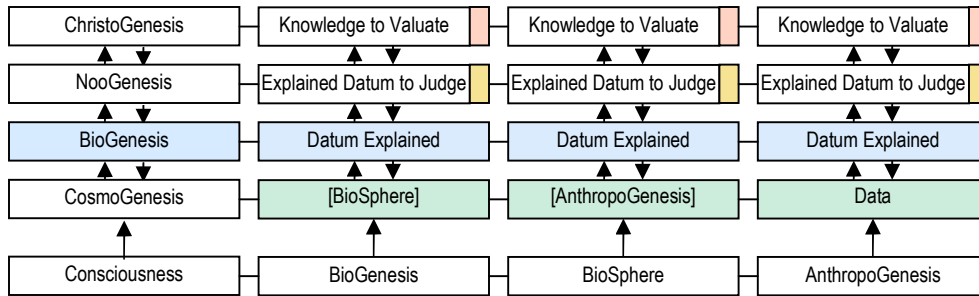 ChristoGenesis Knowledge to Valuate Knowledge to Valuate Knowledge to Valuate
NooGenesis Explained Datum to Judge Explained Datum to Judge Explained Datum to Judge
BioGenesis Datum Explained Datum Explained Datum Explained
CosmoGenesis [BioSphere] [AnthropoGenesis] Data
Consciousness BioGenesis BioSphere AnthropoGenesis